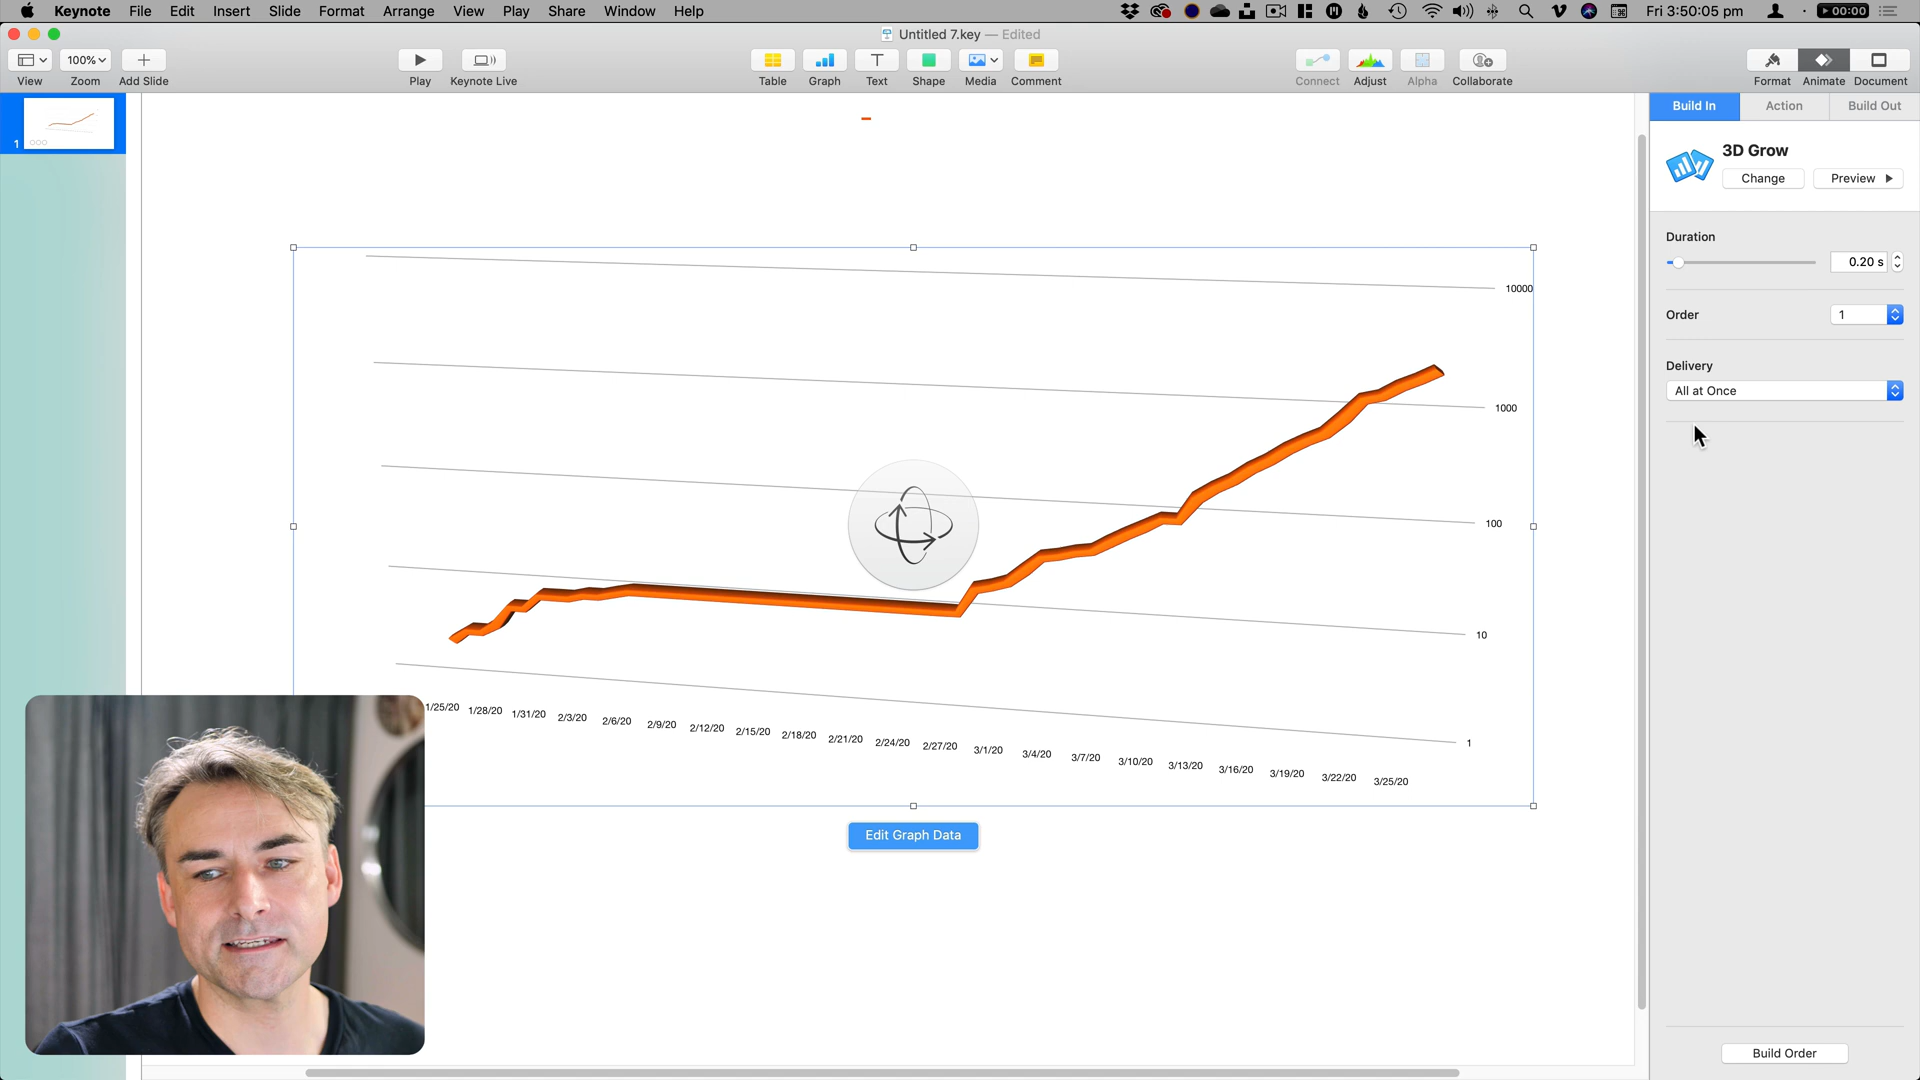 Keynote File Edit Insert Slide Format Arrange View Play Share Window Help Fri 3:50:05 pm 00:00
Untitled 7.key — Edited
100%
View Zoom Add Slide Play Keynote Live Table Graph Text Shape Media Comment Connect Adjust Alpha Collaborate Format Animate Document
Build In Action Build Out
1
3D Grow
Change Preview
Duration
0.20 s
Order 1
Delivery
All at Once
10000
1000
100
10
1
1/25/20 1/28/20 1/31/20 2/3/20 2/6/20 2/9/20 2/12/20 2/15/20 2/18/20 2/21/20 2/24/20 2/27/20 3/1/20 3/4/20 3/7/20 3/10/20 3/13/20 3/16/20 3/19/20 3/22/20 3/25/20
Edit Graph Data
Build Order